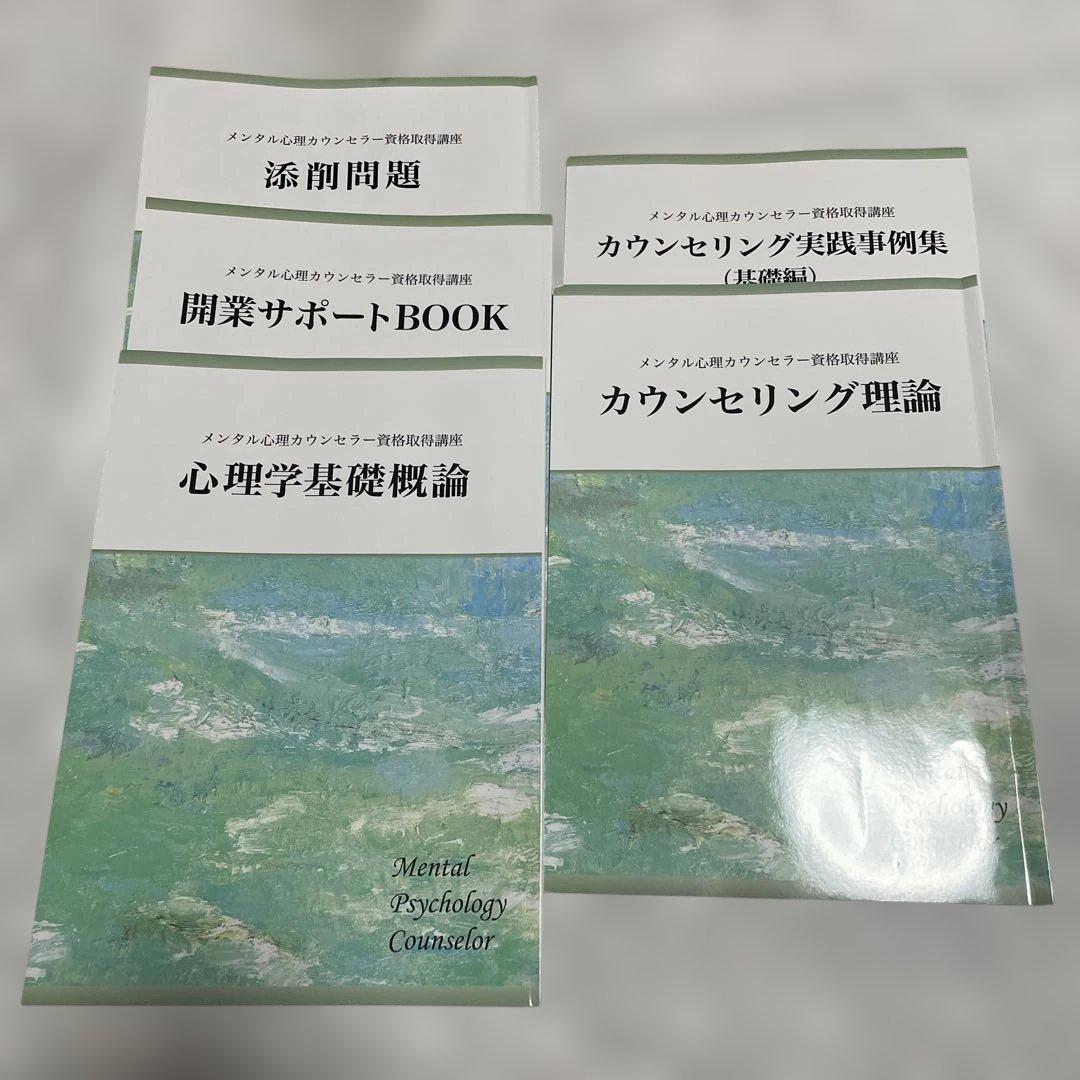 メンタル心理カウンセラー資格取得講座
添削問題
メンタル心理カウンセラー資格取得講座
開業サポートBOOK
メンタル心理カウンセラー資格取得講座
心理学基礎概論
Mental
Psychology
Counselor
メンタル心理カウンセラー資格取得講座
カウンセリング実践事例集
(基礎編)
メンタル心理カウンセラー資格取得講座
カウンセリング理論
Mental
Psychology
Counselor